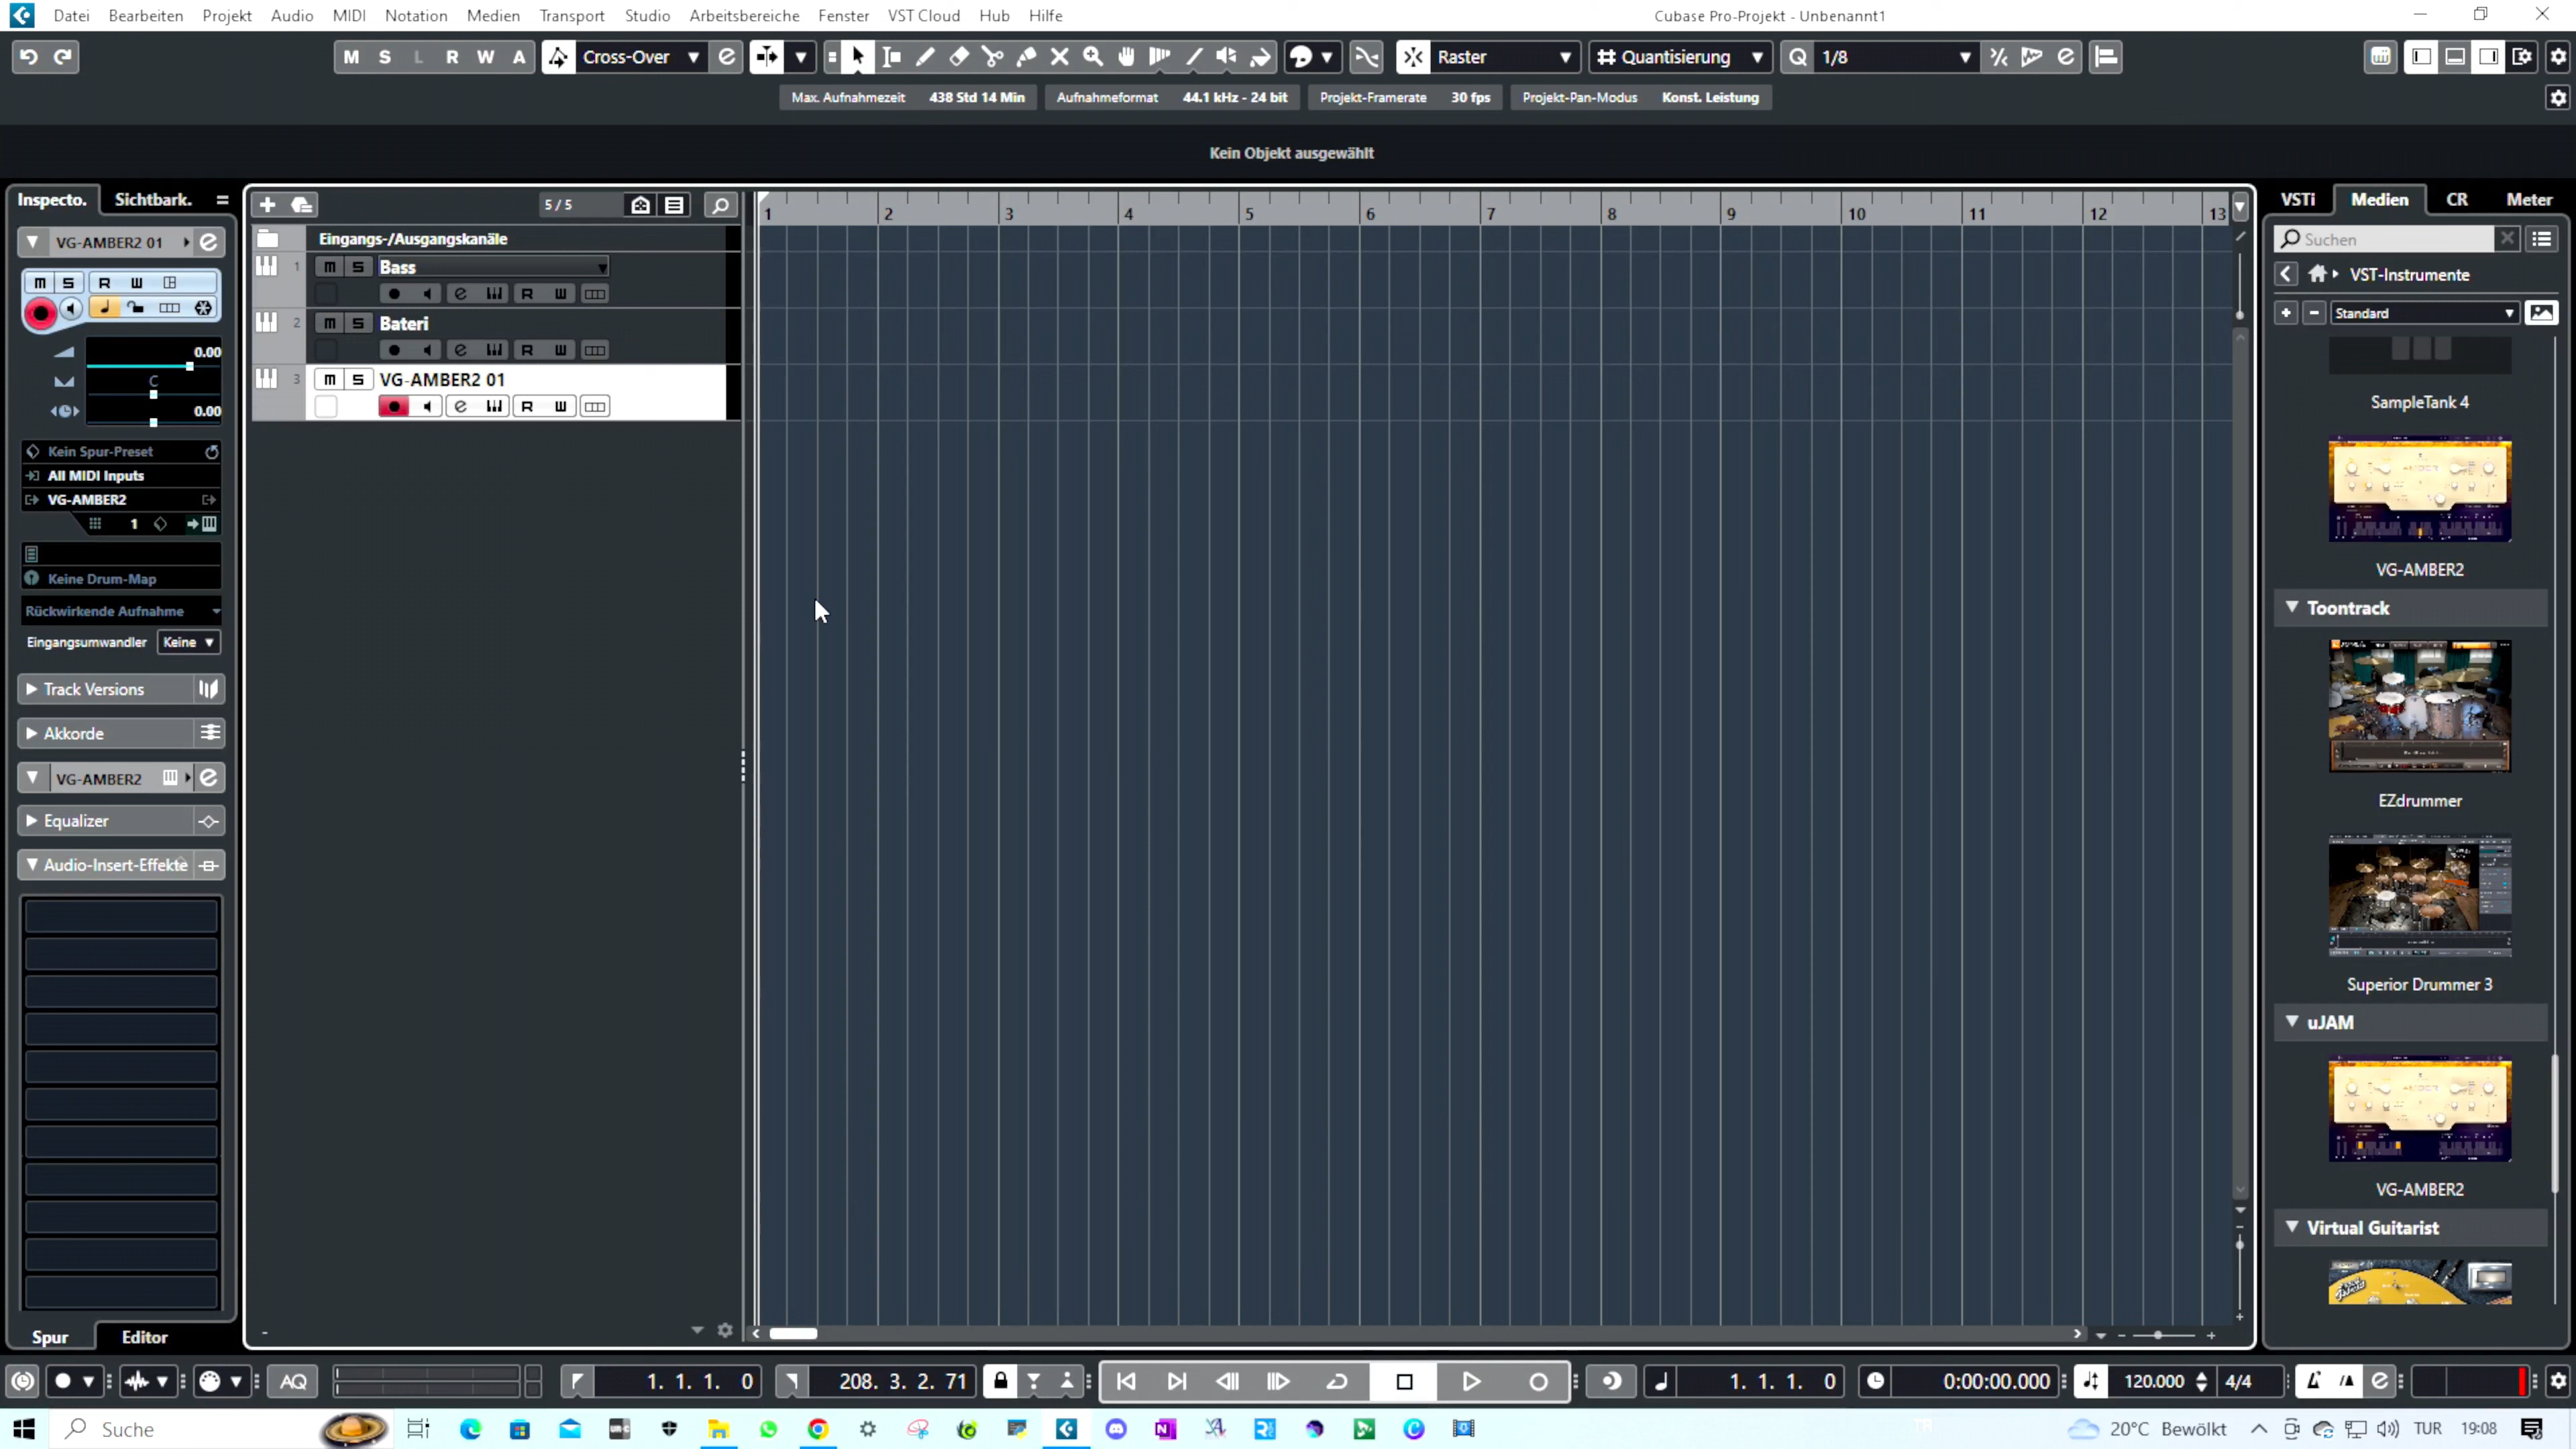 Datei Bearbeiten Projekt Audio MIDI Notation Medien Transport Studio Arbeitsbereiche Fenster VST Cloud Hub Hilfe
Cubase Pro-Projekt - Unbenannt1
M S L R W A Cross-Over Raster Quantisierung Q 1/8
Max. Aufnahmezeit 438 Std 14 Min Aufnahmeformat 44.1 kHz - 24 bit Projekt-Framerate 30 fps Projekt-Pan-Modus Konst. Leistung
Kein Objekt ausgewählt
Inspecto. Sichtbark.
VG-AMBER2 01
M S R W
0.00
C
0.00
Kein Spur-Preset
All MIDI Inputs
VG-AMBER2
1
Keine Drum-Map
Rückwirkende Aufnahme
Eingangsumwandler Keine
Track Versions
Akkorde
VG-AMBER2
Equalizer
Audio-Insert-Effekte
Spur Editor
5 / 5
Eingangs-/Ausgangskanäle
1 m S Bass
R W
2 m S Bateri
R W
3 m S VG-AMBER2 01
R W
1 2 3 4 5 6 7 8 9 10 11 12 13
VSTi Medien CR Meter
Suchen
VST-Instrumente
Standard
SampleTank 4
VG-AMBER2
Toontrack
EZdrummer
Superior Drummer 3
uJAM
VG-AMBER2
Virtual Guitarist
AQ 1. 1. 1. 0 208. 3. 2. 71 1. 1. 1. 0 0:00:00.000 120.000 4/4
Suche 20°C Bewölkt TUR 19:08